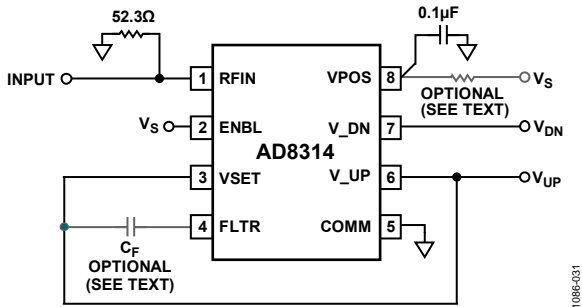 52.3Ω
0.1µF
INPUT
1 RFIN
VPOS 8
VS
OPTIONAL
(SEE TEXT)
VS
2 ENBL
V_DN 7
VDN
AD8314
3 VSET
V_UP 6
VUP
4 FLTR
COMM 5
CF
OPTIONAL
(SEE TEXT)
1086-031